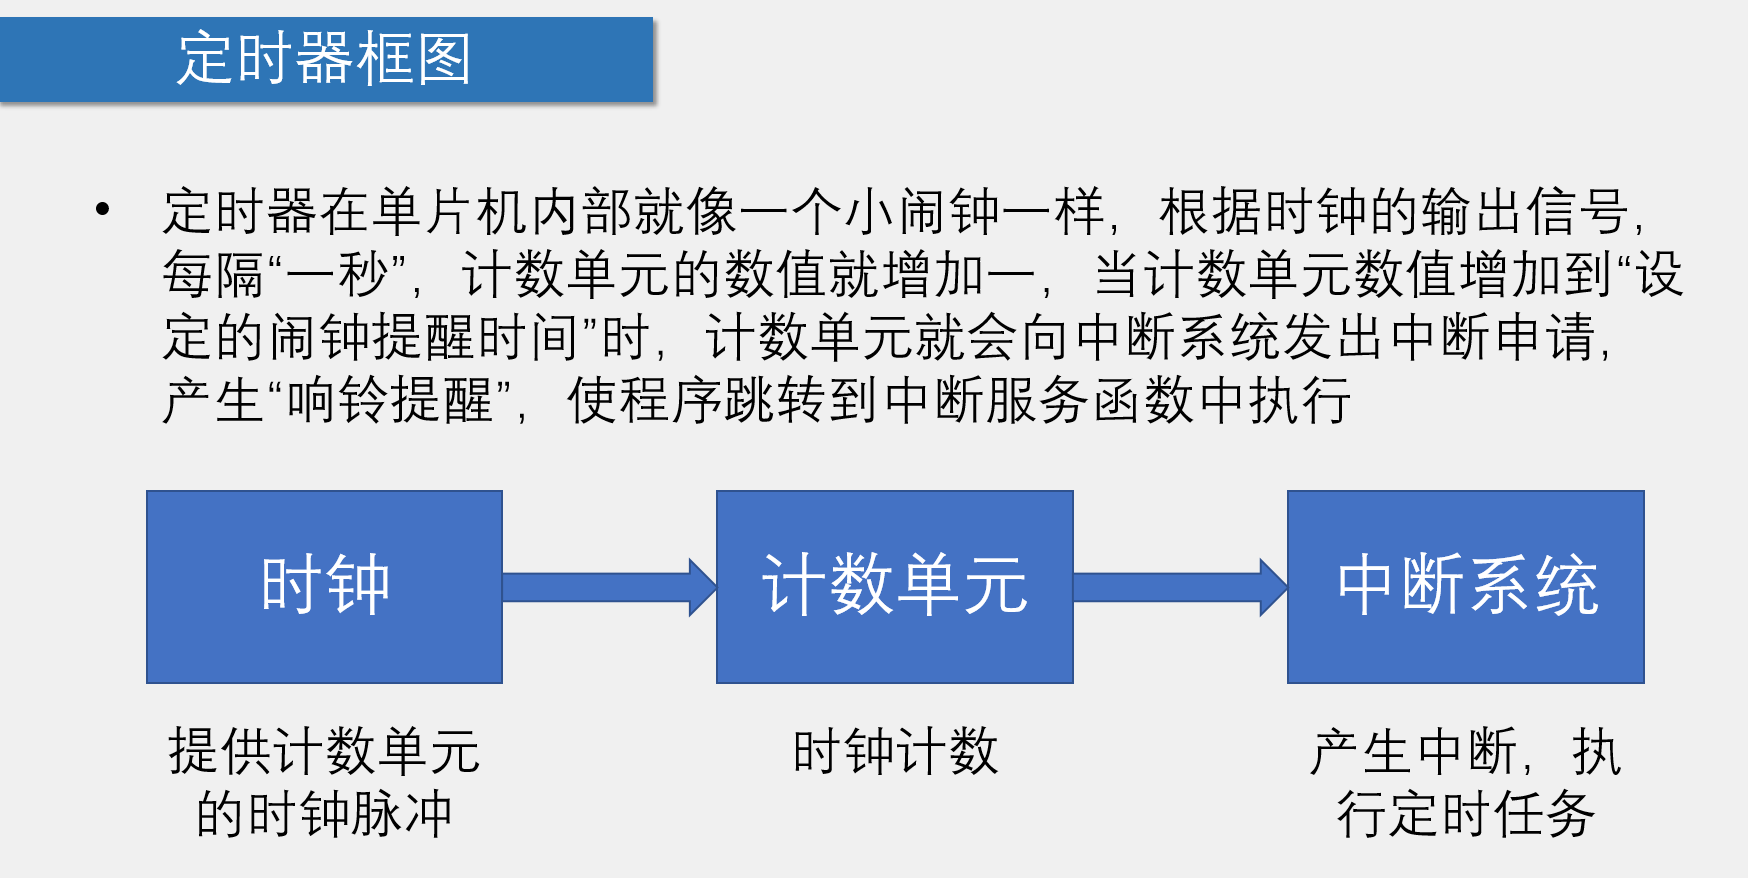 定时器框图
• 定时器在单片机内部就像一个小闹钟一样，根据时钟的输出信号，
每隔“一秒”，计数单元的数值就增加一，当计数单元数值增加到“设
定的闹钟提醒时间”时，计数单元就会向中断系统发出中断申请，
产生“响铃提醒”，使程序跳转到中断服务函数中执行
时钟
计数单元
中断系统
提供计数单元
的时钟脉冲
时钟计数
产生中断，执
行定时任务